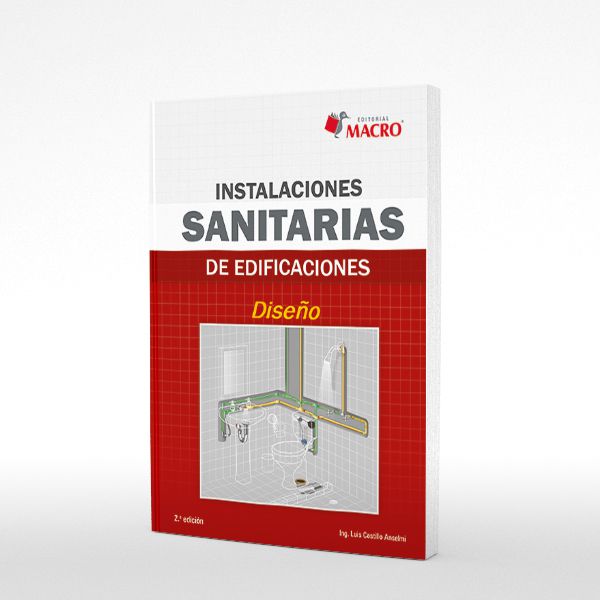 EDITORIAL
MACRO®
INSTALACIONES
SANITARIAS
DE EDIFICACIONES
Diseño
2.ª edición
Ing. Luis Castillo Anselmi